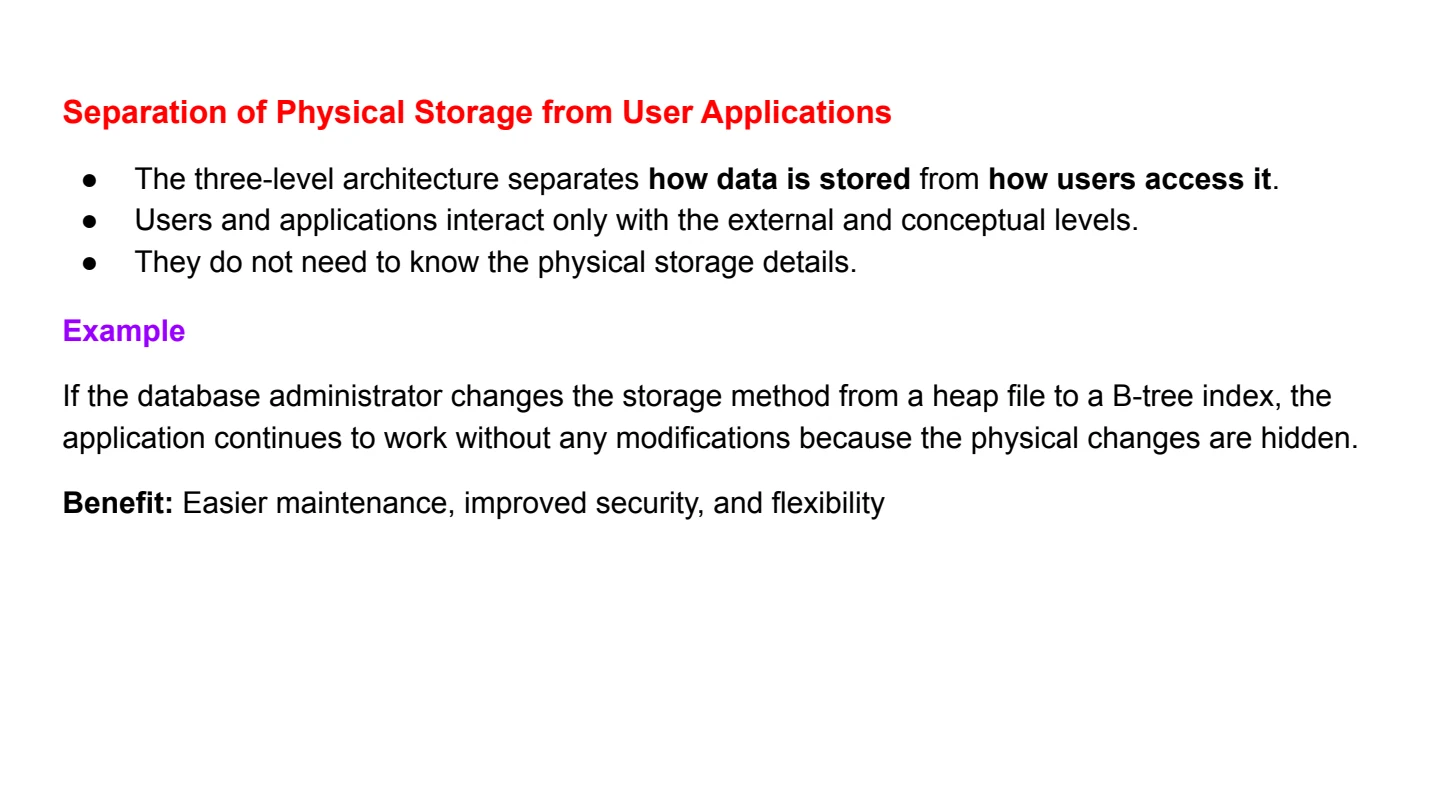 Separation of Physical Storage from User Applications
● The three-level architecture separates how data is stored from how users access it.
● Users and applications interact only with the external and conceptual levels.
● They do not need to know the physical storage details.
Example
If the database administrator changes the storage method from a heap file to a B-tree index, the
application continues to work without any modifications because the physical changes are hidden.
Benefit: Easier maintenance, improved security, and flexibility